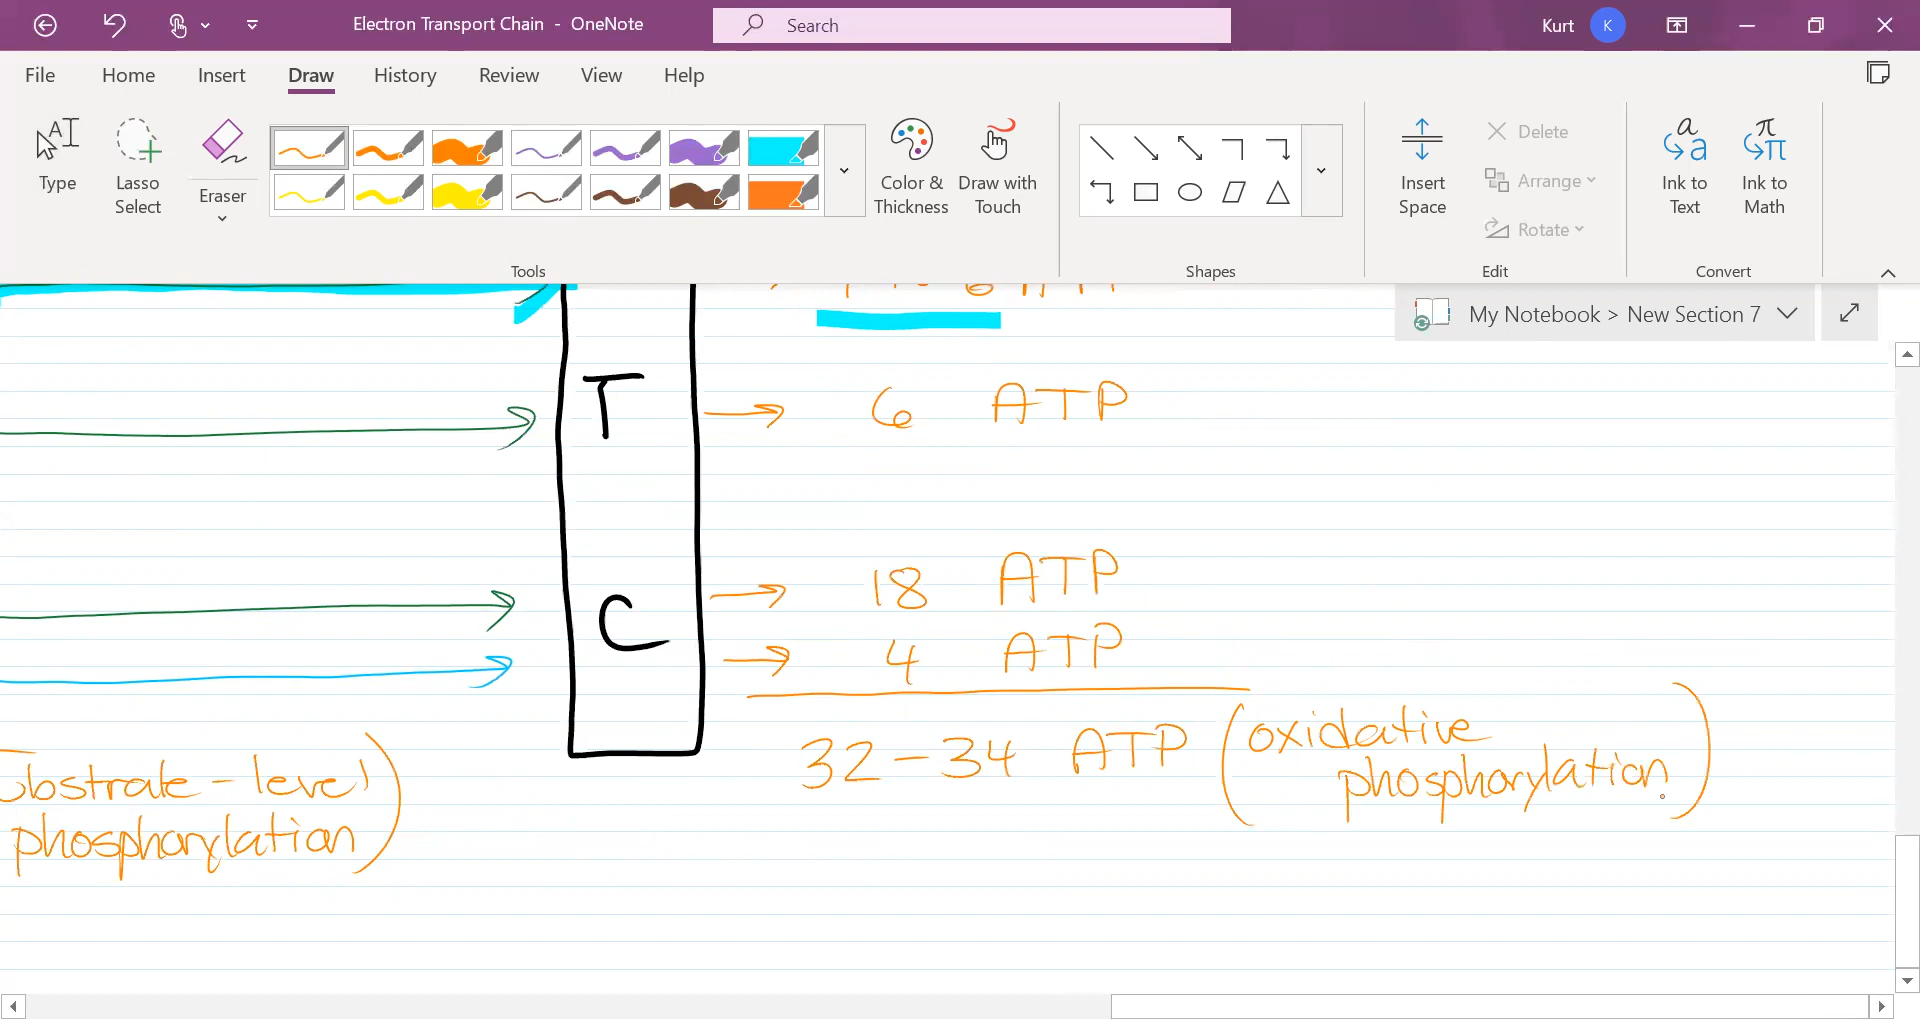 Electron Transport Chain - OneNote
Search
Kurt
K
File Home Insert Draw History Review View Help
Type
Lasso Select
Eraser
Color & Thickness
Draw with Touch
Insert Space
Delete
Arrange
Rotate
Ink to Text
Ink to Math
Tools
Shapes
Edit
Convert
My Notebook > New Section 7
T
6 ATP
C
18 ATP
4 ATP
32-34 ATP (oxidative phosphorylation)
ubstrate-level
phosphorylation)